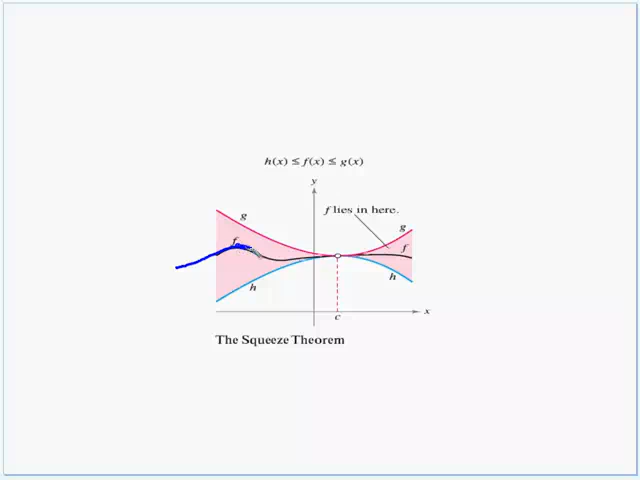 h(x) ≤ f(x) ≤ g(x)
y
f lies in here.
g
g
f
f
h
h
x
c
The Squeeze Theorem